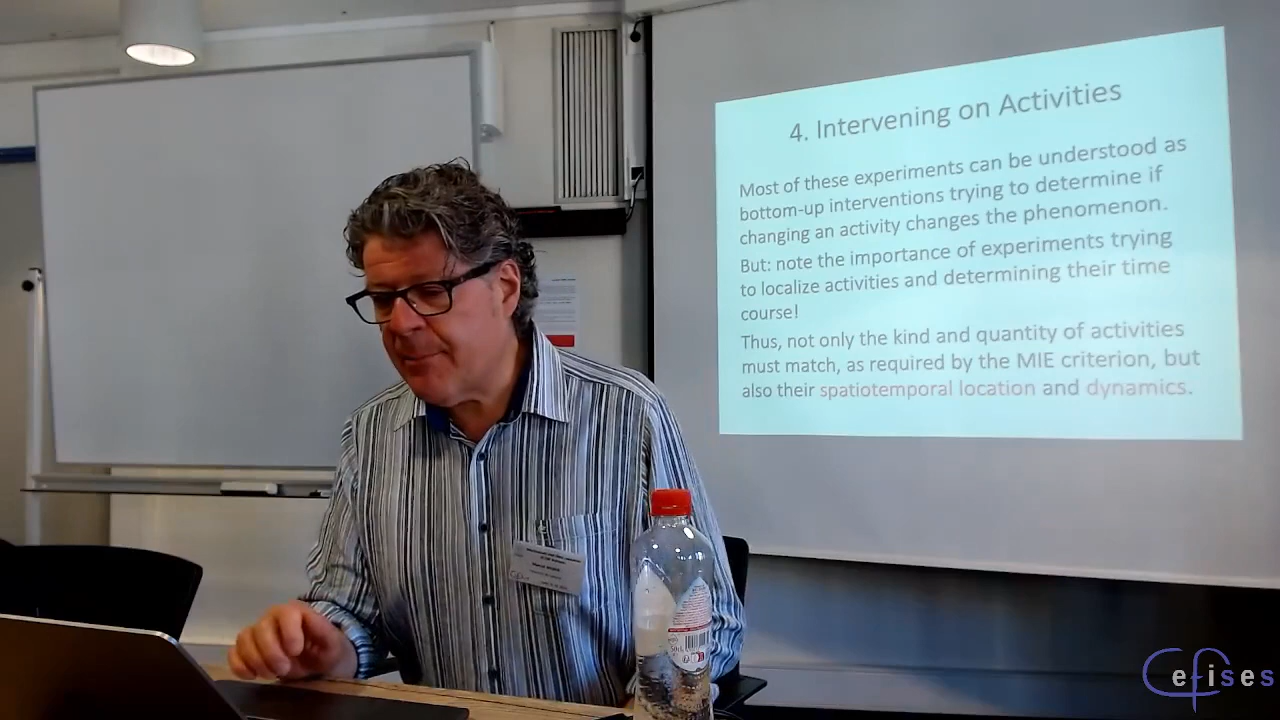 4. Intervening on Activities
Most of these experiments can be understood as
bottom-up interventions trying to determine if
changing an activity changes the phenomenon.
But: note the importance of experiments trying
to localize activities and determining their time
course!
Thus, not only the kind and quantity of activities
must match, as required by the MIE criterion, but
also their spatiotemporal location and dynamics.
Cefises